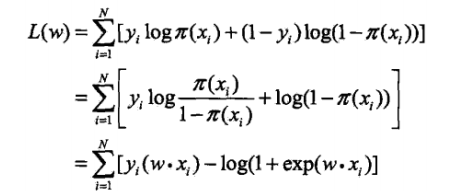 L(w) = ∑_{i=1}^{N} [y_i log π(x_i) + (1 − y_i) log(1 − π(x_i))]
= ∑_{i=1}^{N} [y_i log \frac{π(x_i)}{1 − π(x_i)} + log(1 − π(x_i))]
= ∑_{i=1}^{N} [y_i(w • x_i) − log(1 + exp(w • x_i)]